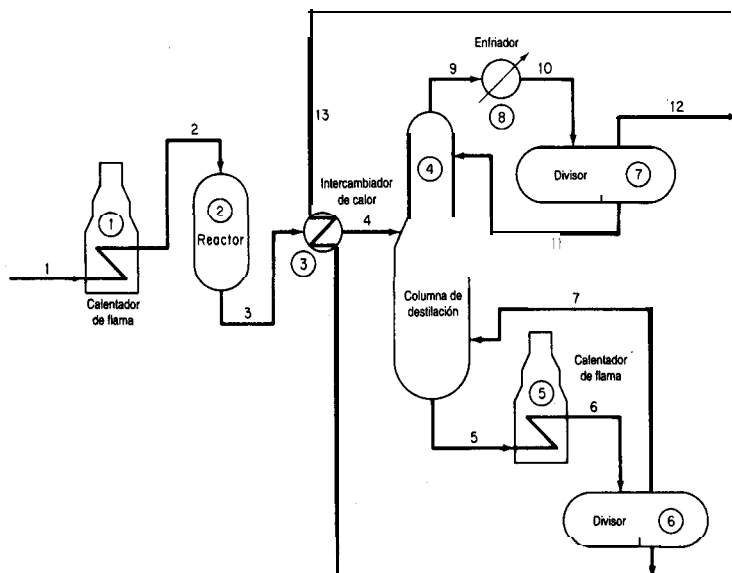 Enfriador
9
10
8
12
13
2
4
Divisor
7
Intercambiador
de calor
1
2
Reactor
4
3
11
1
Calentador
de flama
3
Columna de
destilación
7
Calentador
de flama
5
6
5
Divisor
6